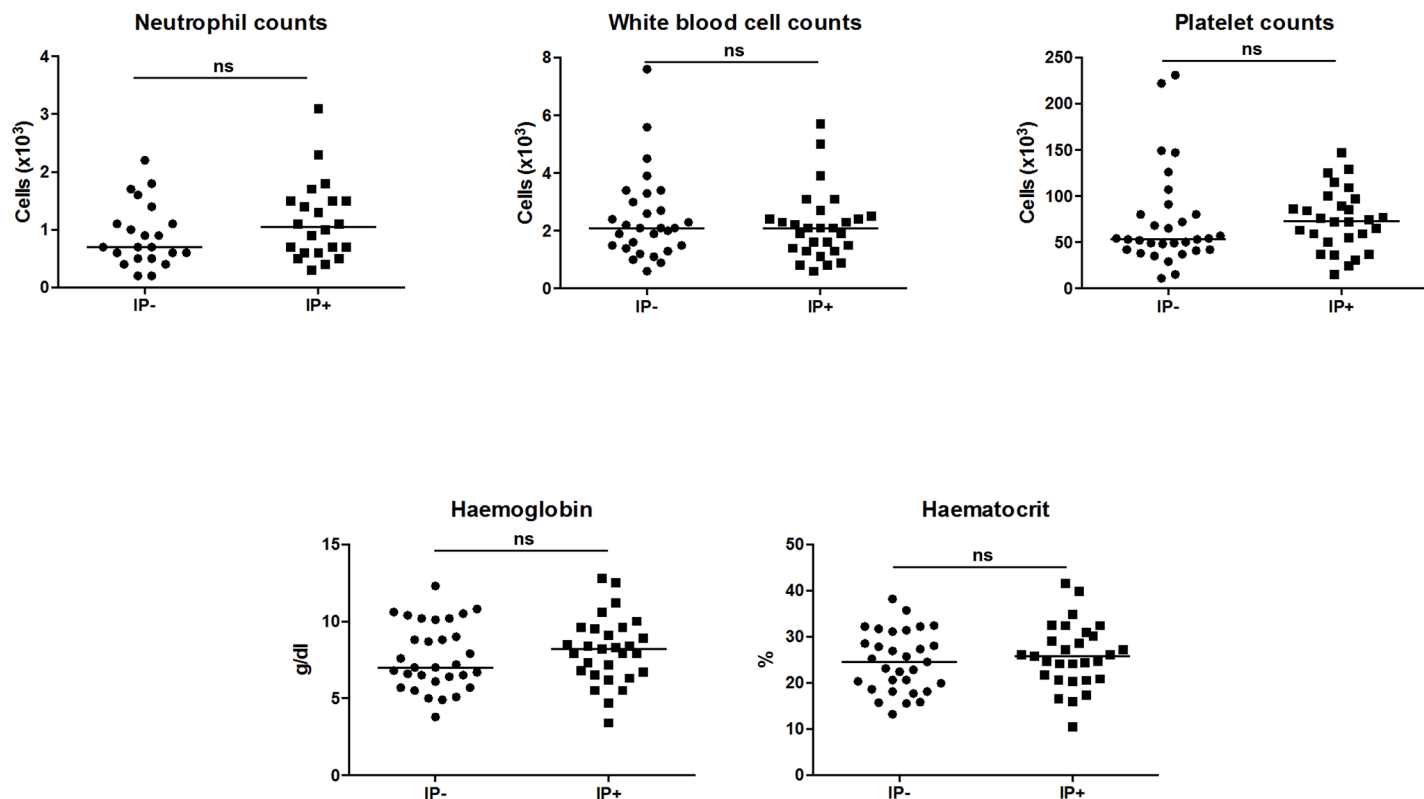 Neutrophil counts
ns
Cells (x10³)
4
3
2
1
0
IP-
IP+
White blood cell counts
ns
Cells (x10³)
8
6
4
2
0
IP-
IP+
Platelet counts
ns
Cells (x10³)
250
200
150
100
50
0
IP-
IP+
Haemoglobin
ns
g/dl
15
10
5
0
IP-
IP+
Haematocrit
ns
%
50
40
30
20
10
0
IP-
IP+